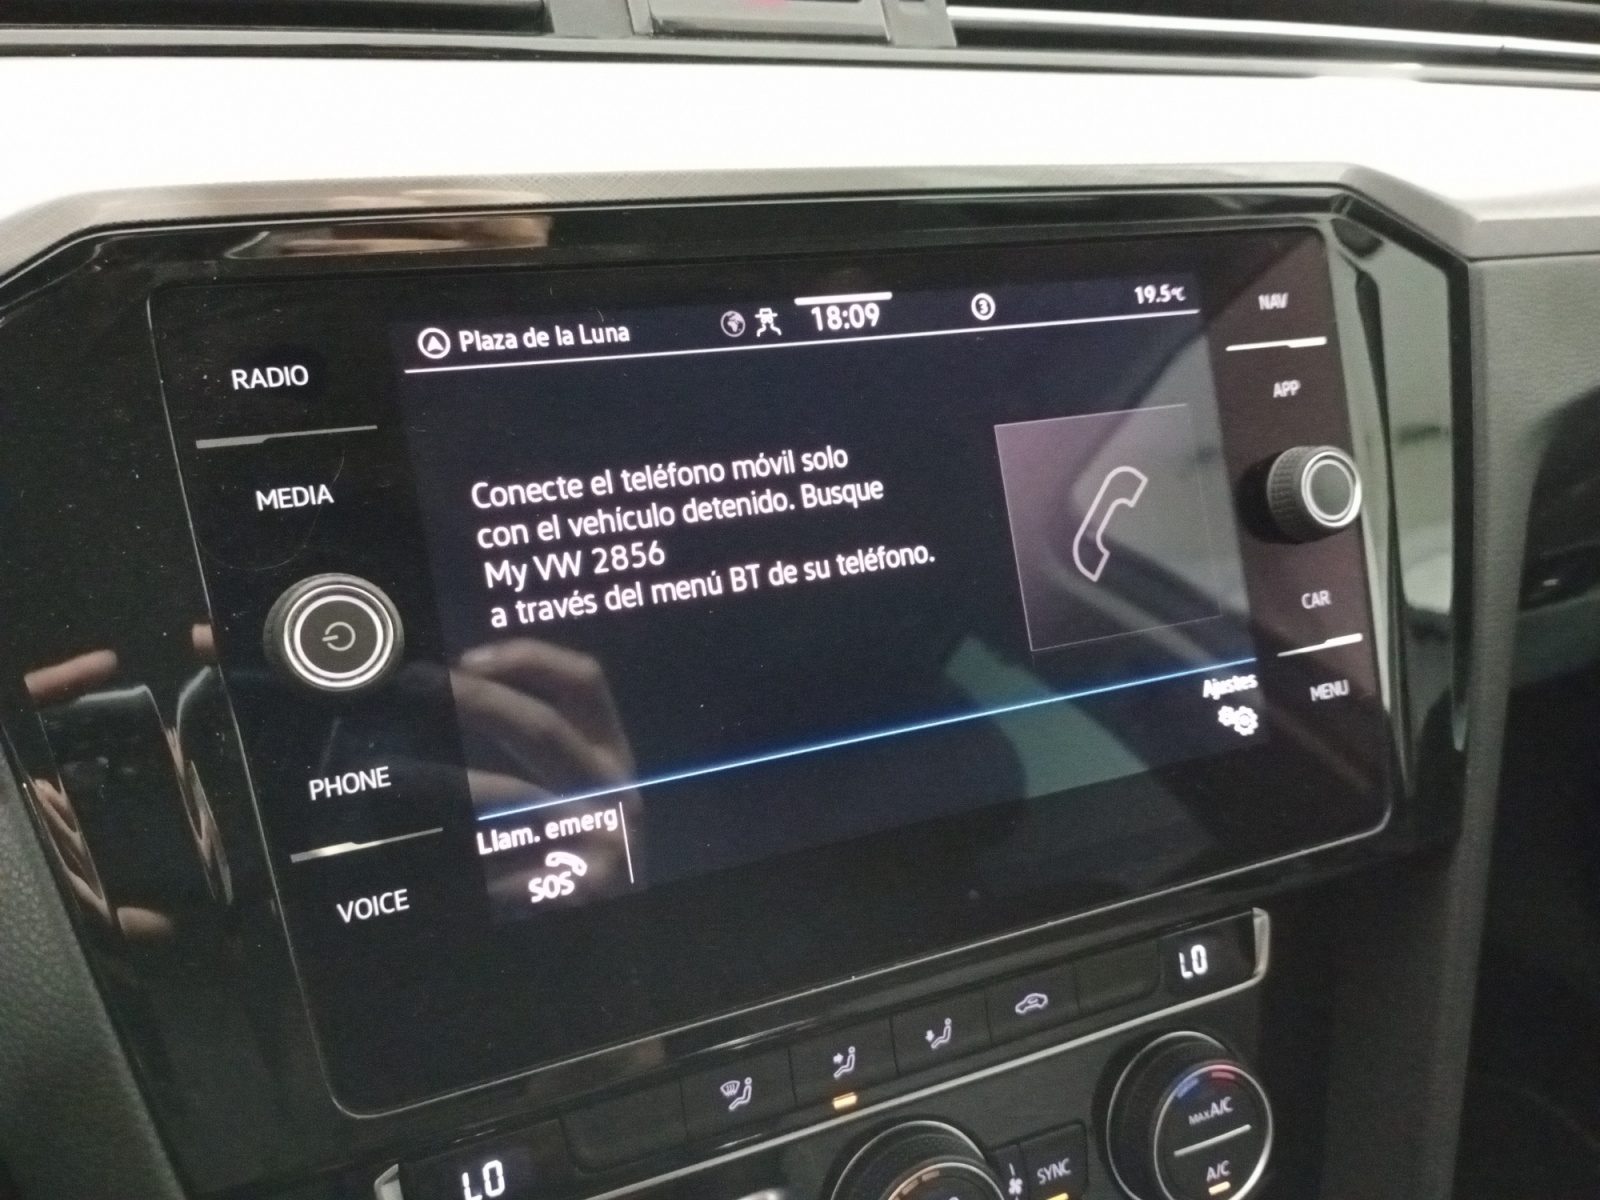 Plaza de la Luna
18:09
3
19.5°C
NAV
RADIO
APP
MEDIA
Conecte el teléfono móvil solo
con el vehículo detenido. Busque
My VW 2856
a través del menú BT de su teléfono.
CAR
Ajustes
MENU
PHONE
Llam. emerg
SOS
VOICE
LO
LO
MAX A/C
A/C
SYNC